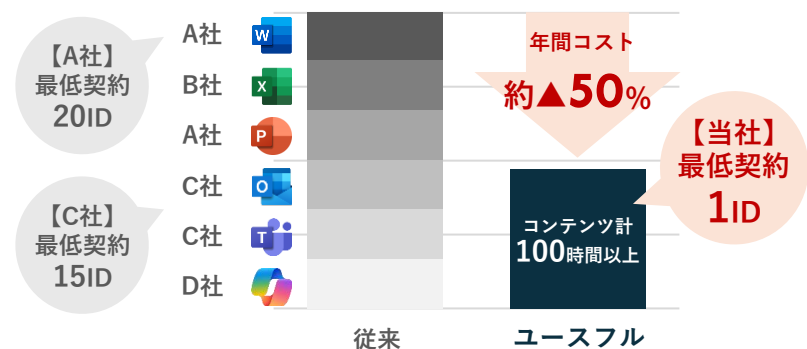 【A社】
最低契約
20ID
【C社】
最低契約
15ID
A社
W
B社
X
A社
P
C社
O
C社
T
D社
従来
年間コスト
約▲50%
コンテンツ計
100時間以上
ユースフル
【当社】
最低契約
1ID